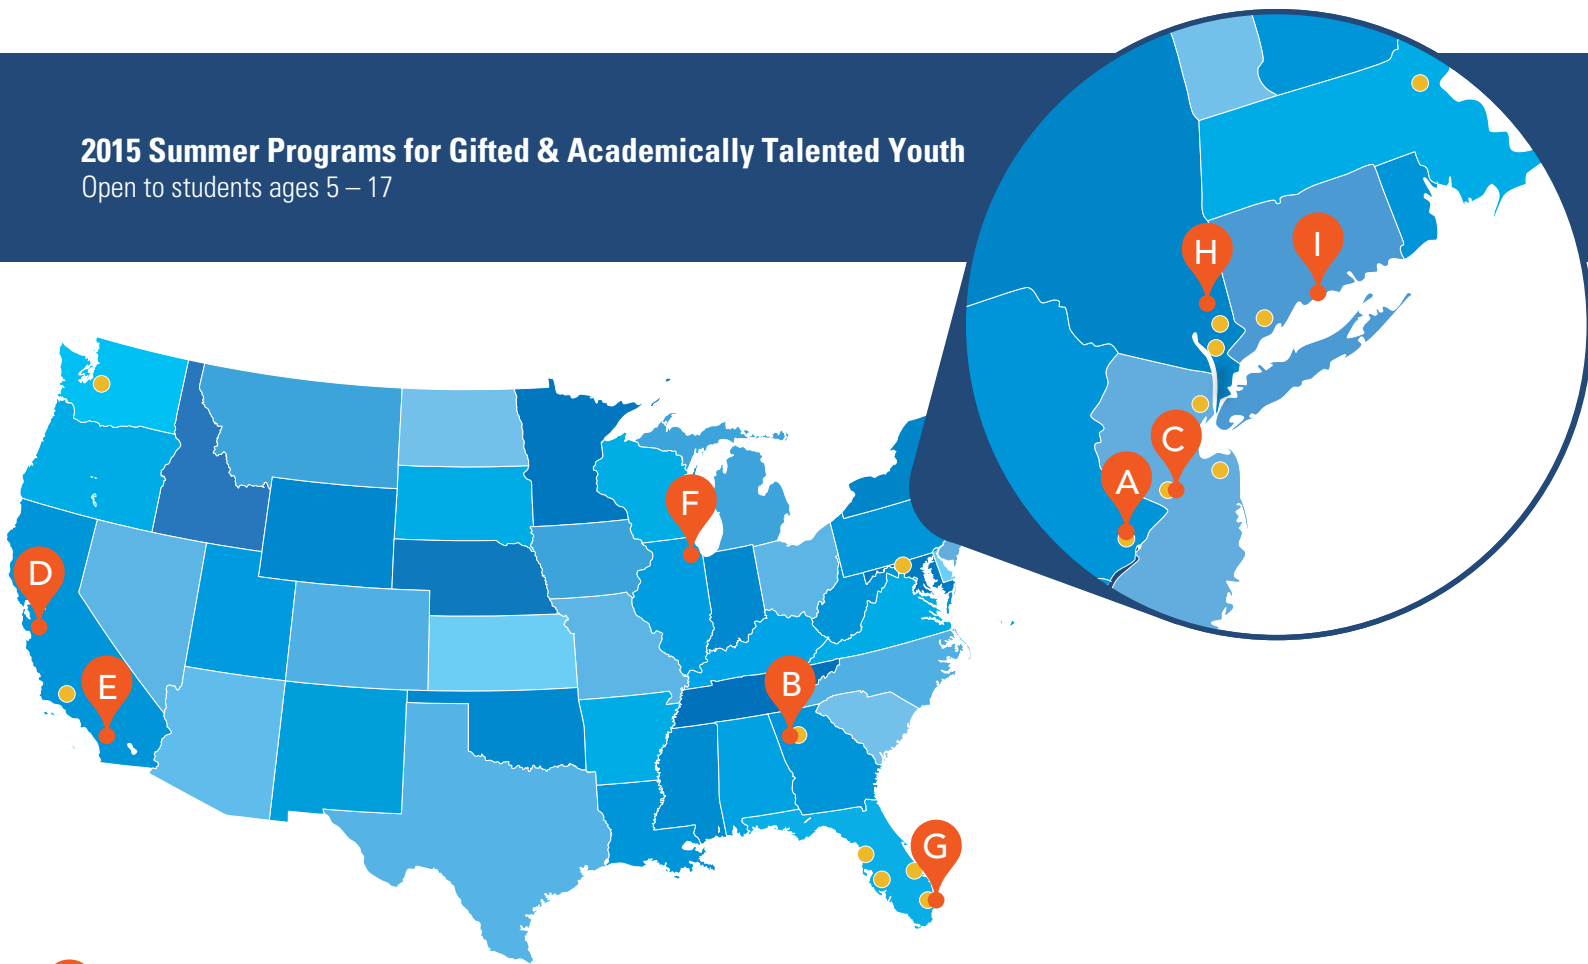 2015 Summer Programs for Gifted & Academically Talented Youth
Open to students ages 5 – 17
H
I
C
A
F
D
E
B
G